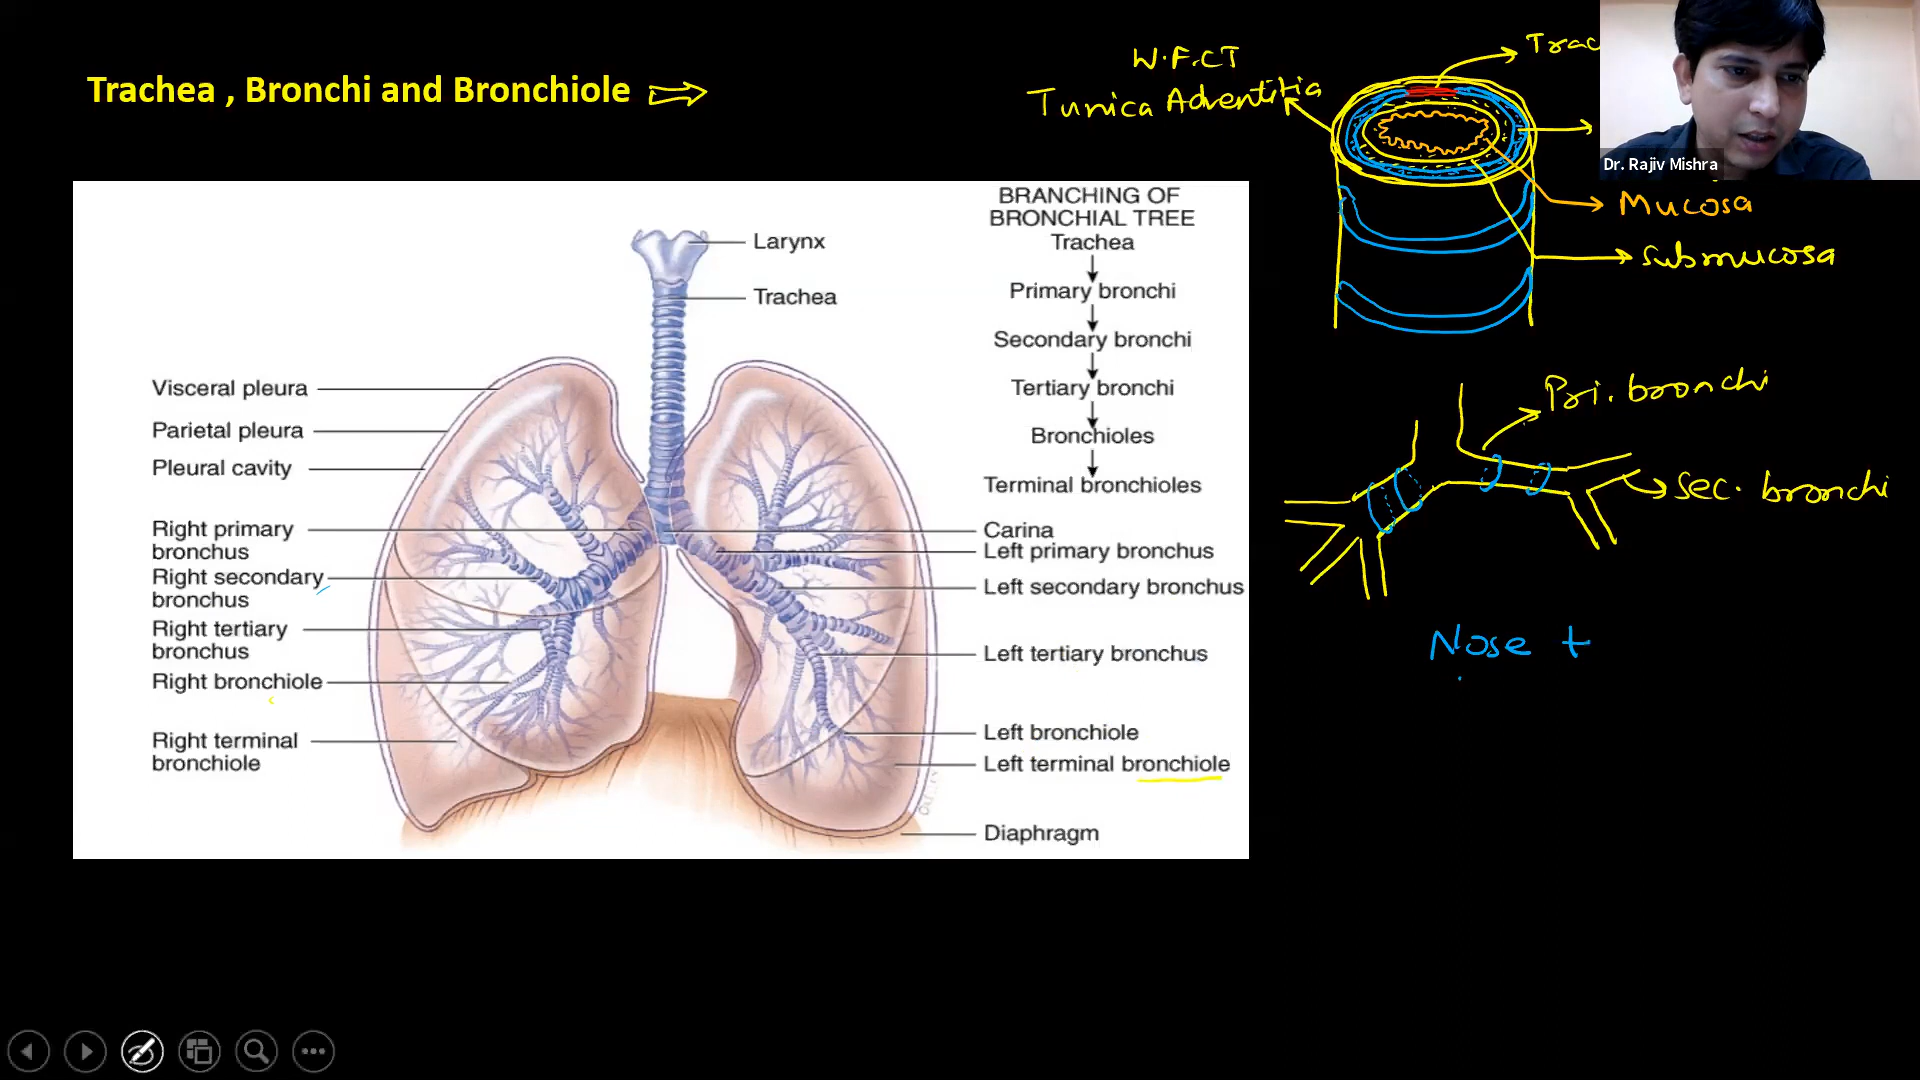 Trachea , Bronchi and Bronchiole
W.F.CT
Tunica Adventitia
Trac
Dr. Rajiv Mishra
Mucosa
Submucosa
BRANCHING OF
BRONCHIAL TREE
Trachea
Primary bronchi
Secondary bronchi
Tertiary bronchi
Bronchioles
Terminal bronchioles
Larynx
Trachea
Visceral pleura
Parietal pleura
Pleural cavity
Right primary
bronchus
Right secondary
bronchus
Right tertiary
bronchus
Right bronchiole
Right terminal
bronchiole
Carina
Left primary bronchus
Left secondary bronchus
Left tertiary bronchus
Left bronchiole
Left terminal bronchiole
Diaphragm
Pri. bronchi
Sec. bronchi
Nose +